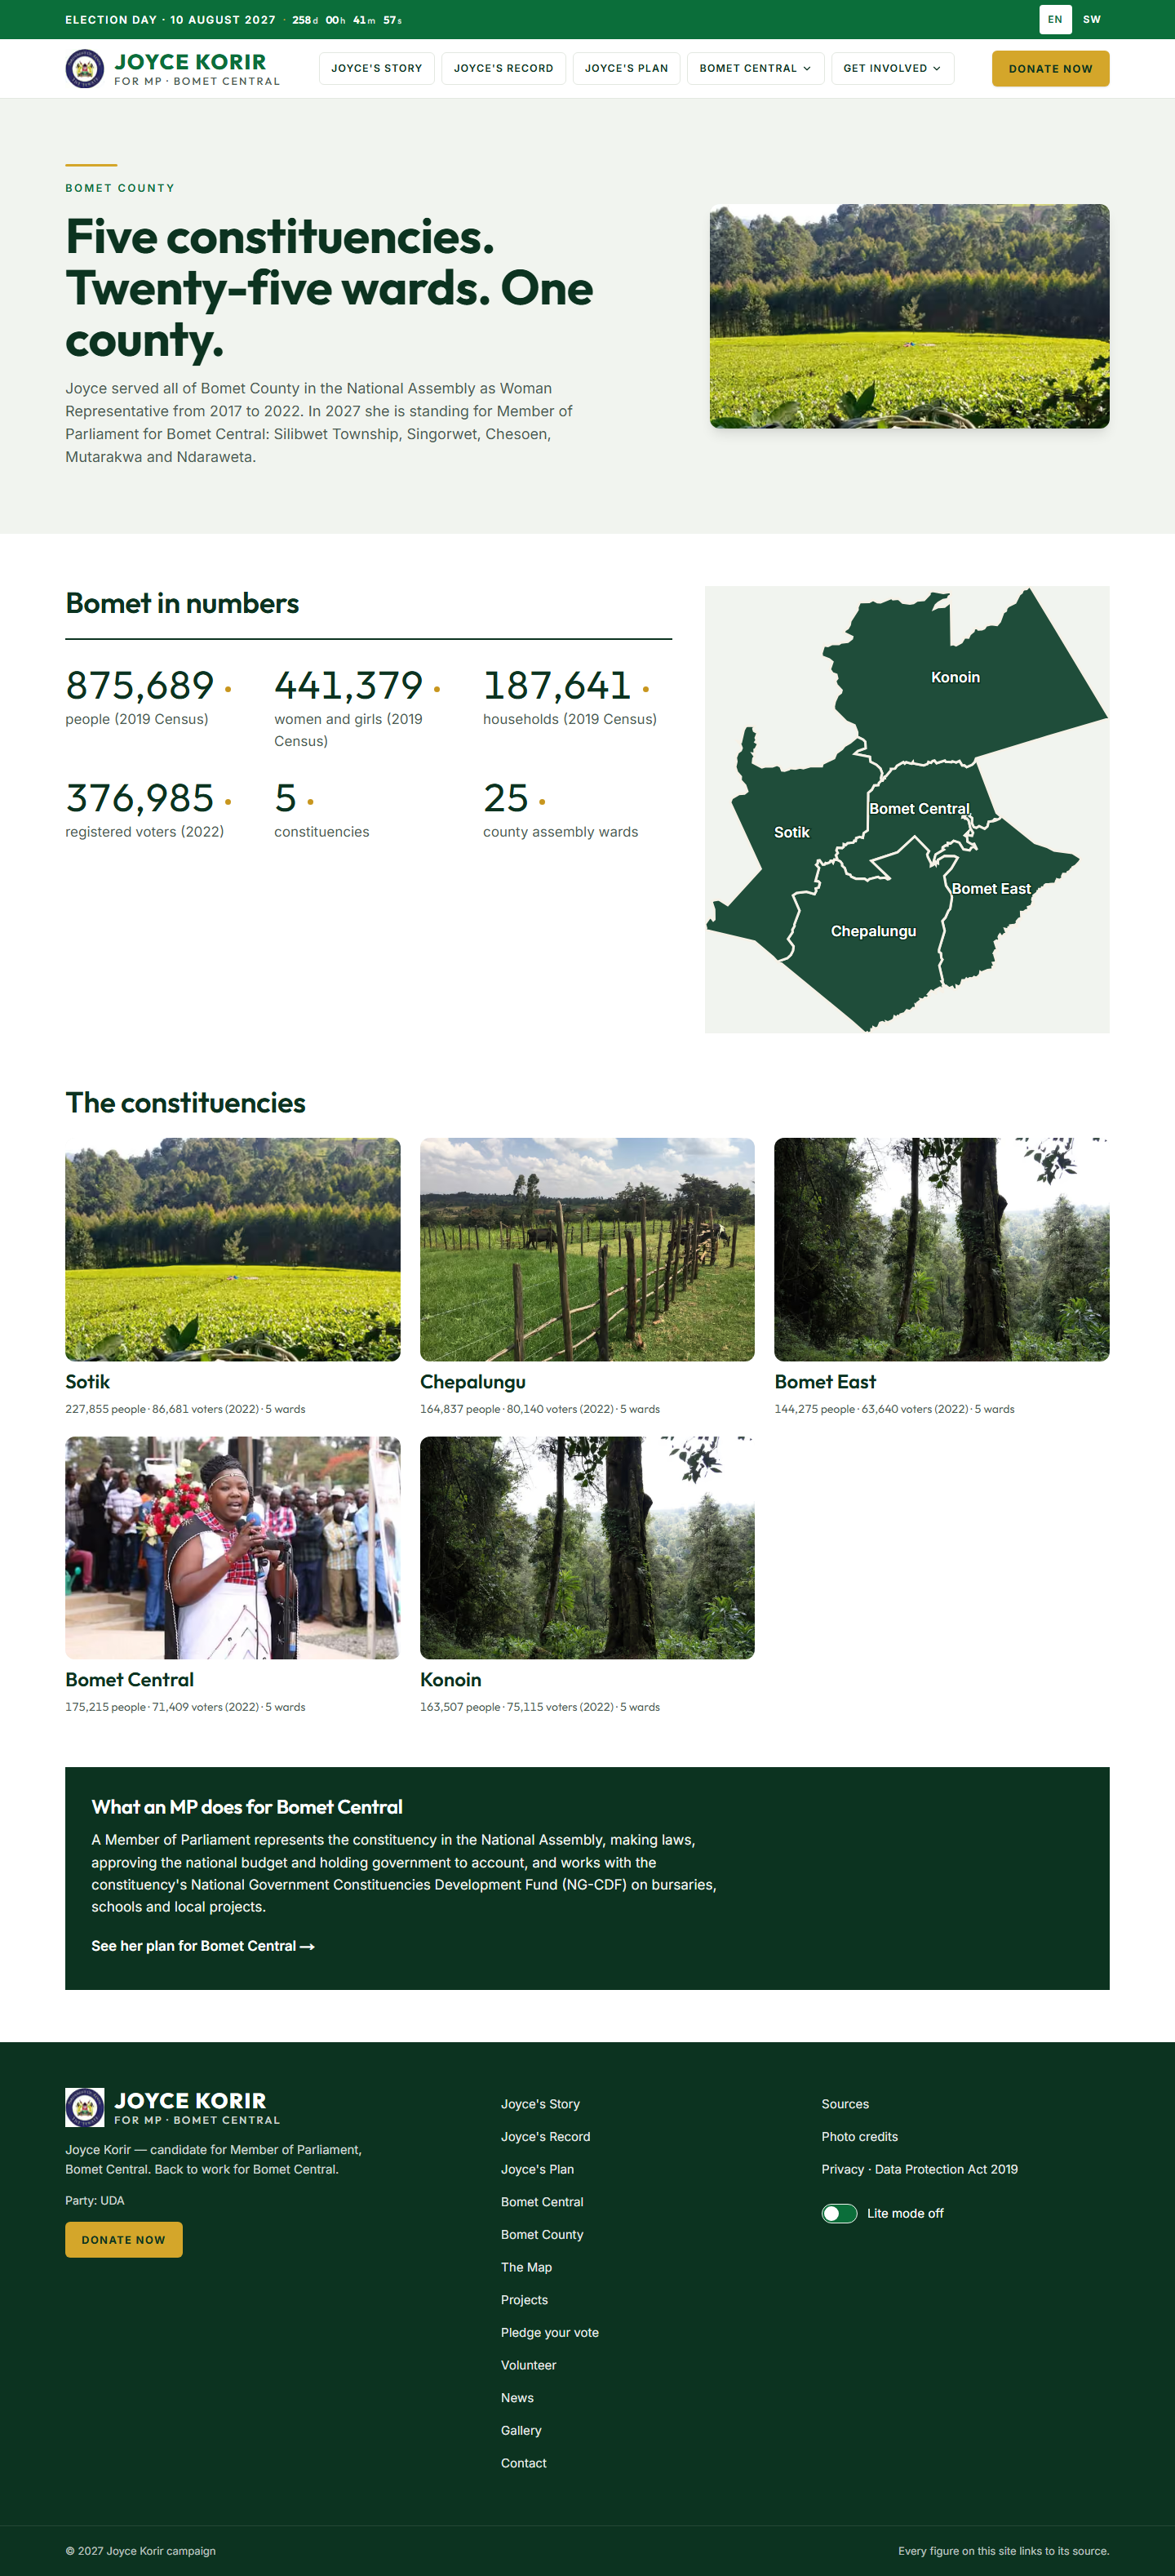 ELECTION DAY · 10 AUGUST 2027 · 258d 00h 41m 57s
EN SW
JOYCE KORIR
FOR MP · BOMET CENTRAL
JOYCE'S STORY
JOYCE'S RECORD
JOYCE'S PLAN
BOMET CENTRAL
GET INVOLVED
DONATE NOW
BOMET COUNTY
Five constituencies.
Twenty-five wards. One
county.
Joyce served all of Bomet County in the National Assembly as Woman
Representative from 2017 to 2022. In 2027 she is standing for Member of
Parliament for Bomet Central: Silibwet Township, Singorwet, Chesoen,
Mutarakwa and Ndaraweta.
Bomet in numbers
875,689
people (2019 Census)
441,379
women and girls (2019
Census)
187,641
households (2019 Census)
376,985
registered voters (2022)
5
constituencies
25
county assembly wards
Konoin
Bomet Central
Sotik
Bomet East
Chepalungu
The constituencies
Sotik
227,855 people · 86,681 voters (2022) · 5 wards
Chepalungu
164,837 people · 80,140 voters (2022) · 5 wards
Bomet East
144,275 people · 63,640 voters (2022) · 5 wards
Bomet Central
175,215 people · 71,409 voters (2022) · 5 wards
Konoin
163,507 people · 75,115 voters (2022) · 5 wards
What an MP does for Bomet Central
A Member of Parliament represents the constituency in the National Assembly, making laws,
approving the national budget and holding government to account, and works with the
constituency's National Government Constituencies Development Fund (NG-CDF) on bursaries,
schools and local projects.
See her plan for Bomet Central →
JOYCE KORIR
FOR MP · BOMET CENTRAL
Joyce Korir — candidate for Member of Parliament,
Bomet Central. Back to work for Bomet Central.
Party: UDA
DONATE NOW
Joyce's Story
Joyce's Record
Joyce's Plan
Bomet Central
Bomet County
The Map
Projects
Pledge your vote
Volunteer
News
Gallery
Contact
Sources
Photo credits
Privacy · Data Protection Act 2019
Lite mode off
© 2027 Joyce Korir campaign
Every figure on this site links to its source.